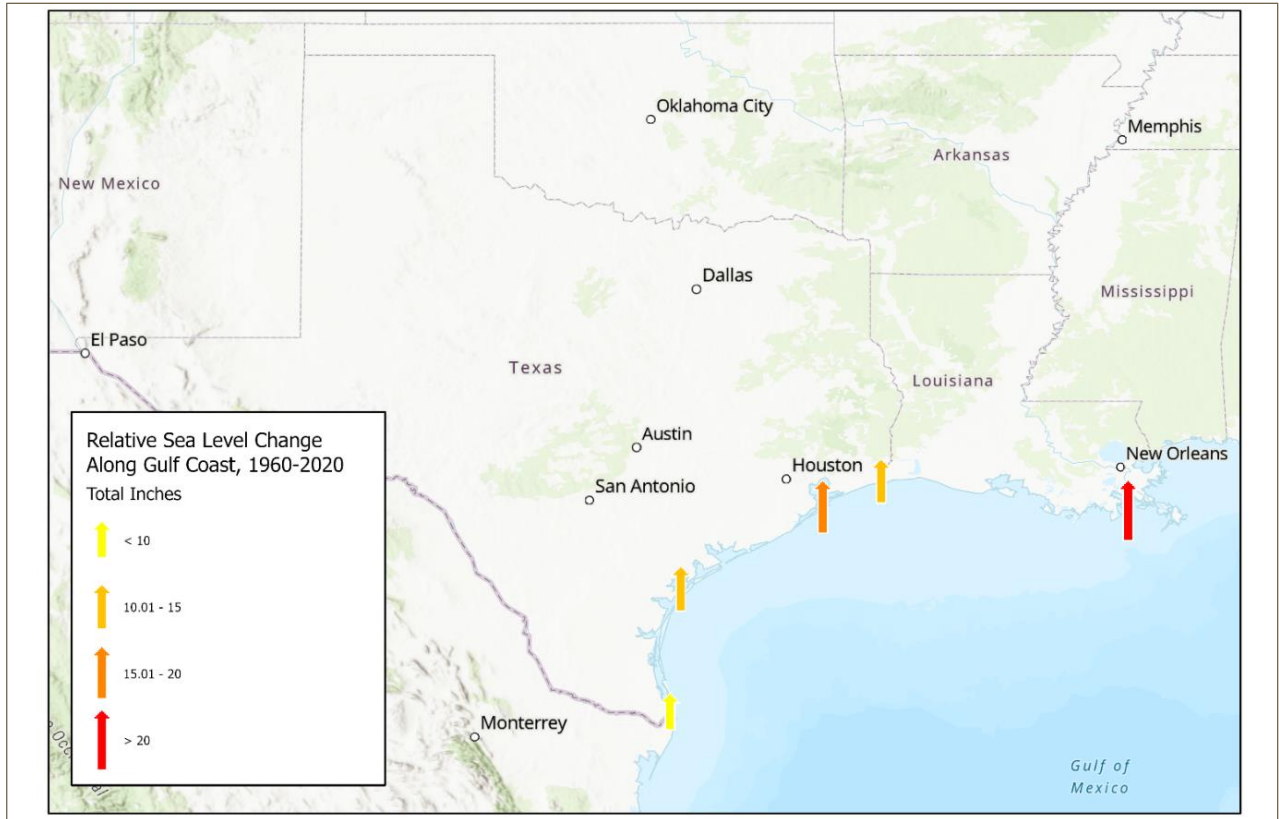 Oklahoma City
Memphis
Arkansas
New Mexico
Dallas
Mississippi
El Paso
Texas
Louisiana
Austin
Houston
New Orleans
San Antonio
Relative Sea Level Change
Along Gulf Coast, 1960-2020
Total Inches
< 10
10.01 - 15
15.01 - 20
> 20
Monterrey
Gulf of
Mexico